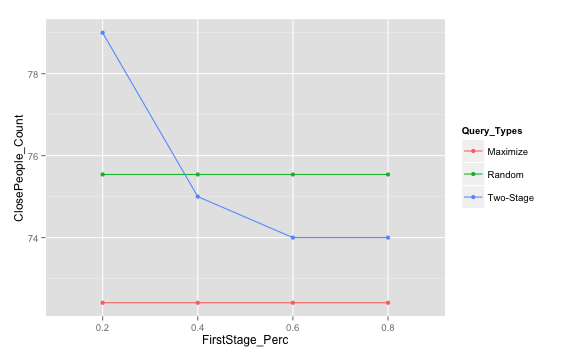 ClosePeople_Count
78
76
74
0.2 0.4 0.6 0.8
FirstStage_Perc
Query_Types
Maximize
Random
Two-Stage